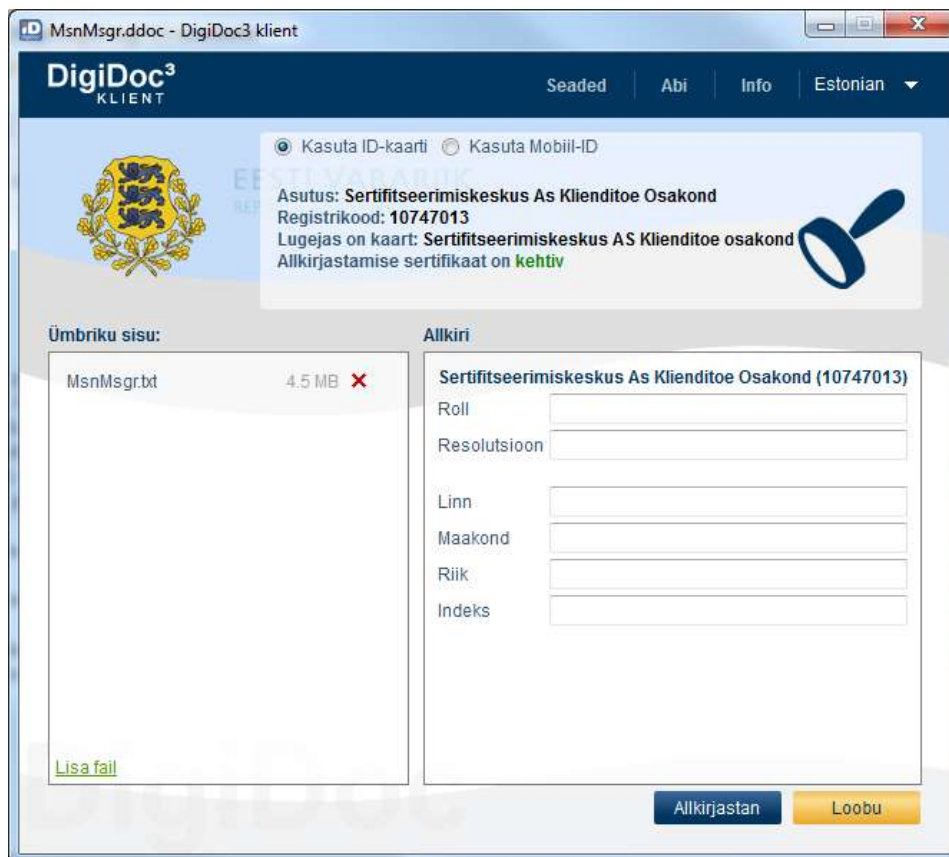 MsnMsgr.ddoc - DigiDoc3 klient
DigiDoc³
KLIENT
Seaded
Abi
Info
Estonian
Kasuta ID-kaarti
Kasuta Mobiil-ID
EESTI VABARIIK
Asutus: Sertifitseerimiskeskus As Klienditoe Osakond
Registrikood: 10747013
Lugejas on kaart: Sertifitseerimiskeskus AS Klienditoe osakond
Allkirjastamise sertifikaat on kehtiv
Ümbriku sisu:
MsnMsgr.txt 4.5 MB
Lisa fail
Allkiri
Sertifitseerimiskeskus As Klienditoe Osakond (10747013)
Roll
Resolutsioon
Linn
Maakond
Riik
Indeks
DigiDoc
Allkirjastan
Loobu